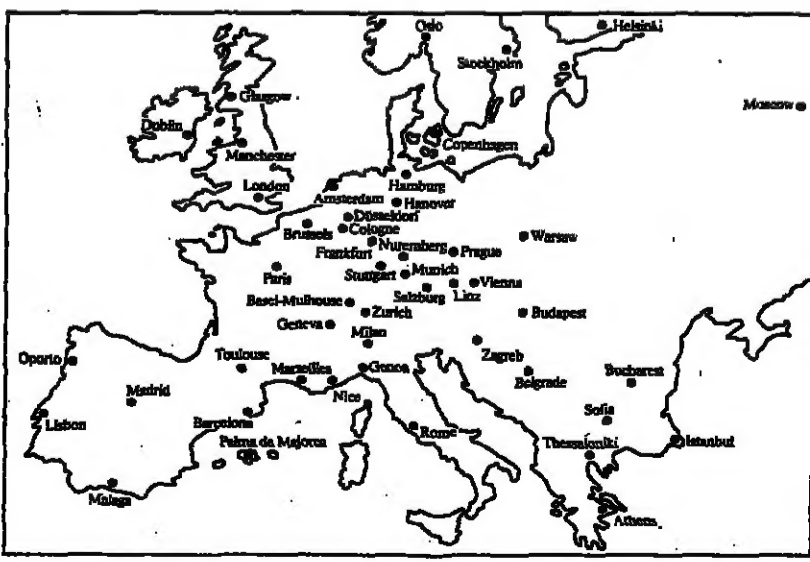 Oslo
Helsinki
Stockholm
Moscow
Glasgow
Dublin
Copenhagen
Manchester
Hamburg
London
Amsterdam
Hanover
Düsseldorf
Cologne
Brussels
Warsaw
Frankfurt
Nuremberg
Prague
Paris
Stuttgart
Munich
Vienna
Salzburg
Linz
Basel-Mulhouse
Zurich
Budapest
Geneva
Milan
Zagreb
Oporto
Toulouse
Marseilles
Genoa
Belgrade
Bucharest
Madrid
Nice
Lisbon
Barcelona
Sofia
Rome
Palma de Majorca
Thessaloniki
Istanbul
Malaga
Athens